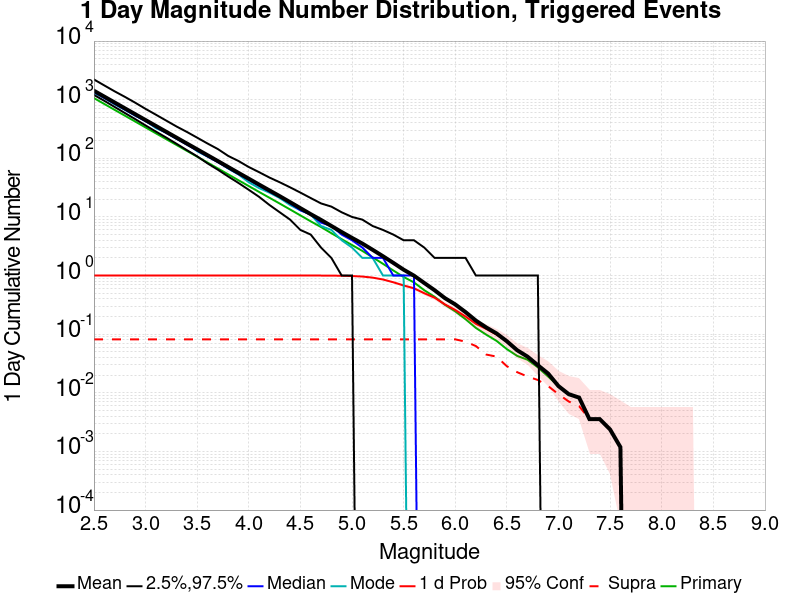 1 Day Magnitude Number Distribution, Triggered Events
1 Day Cumulative Number
10^4
10^3
10^2
10^1
10^0
10^-1
10^-2
10^-3
10^-4
2.5 3.0 3.5 4.0 4.5 5.0 5.5 6.0 6.5 7.0 7.5 8.0 8.5 9.0
Magnitude
Mean 2.5%,97.5% Median Mode 1 d Prob 95% Conf Supra Primary